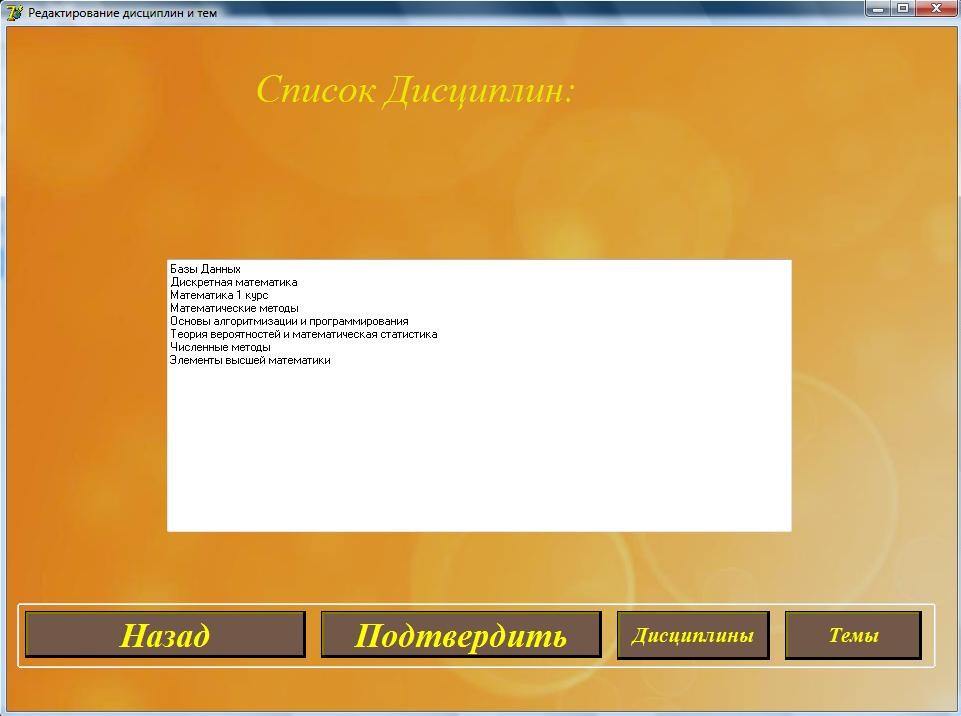 Редактирование дисциплин и тем
Список Дисциплин:
Базы Данных
Дискретная математика
Математика 1 курс
Математические методы
Основы алгоритмизации и программирования
Теория вероятностей и математическая статистика
Численные методы
Элементы высшей математики
Назад Подтвердить Дисциплины Темы